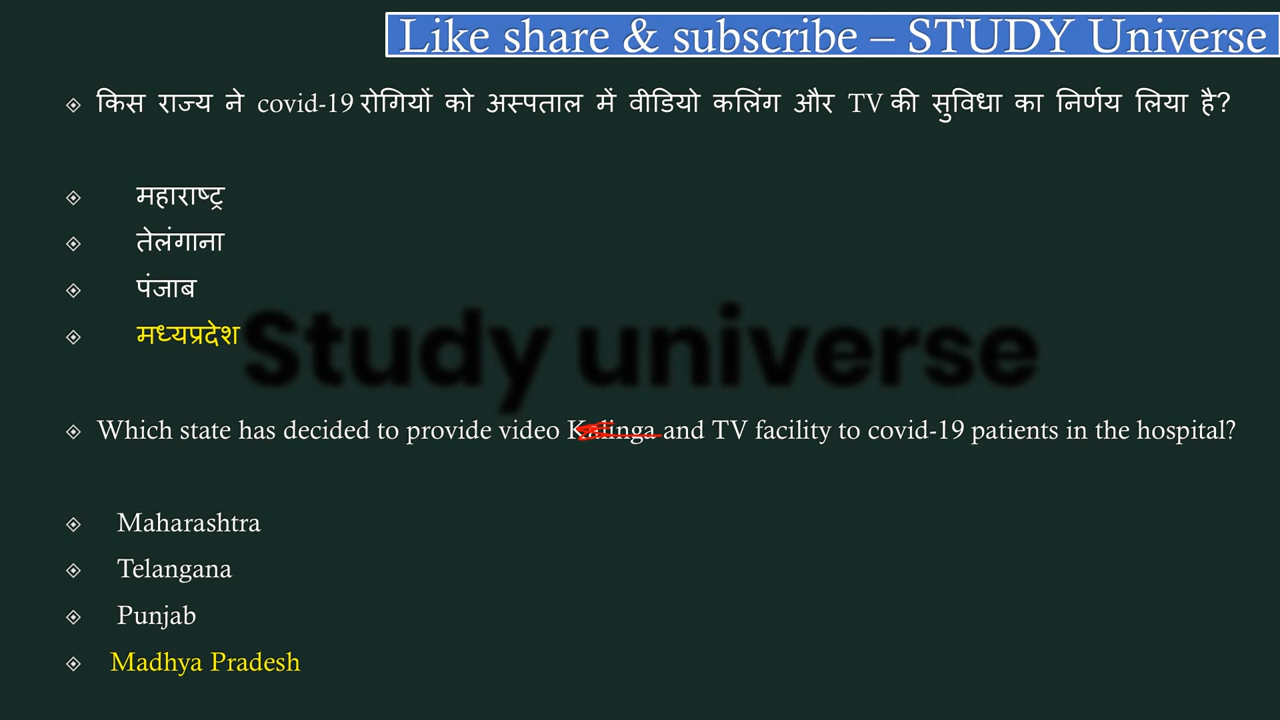 Like share & subscribe – STUDY Universe
किस राज्य ने covid-19 रोगियों को अस्पताल में वीडियो कलिंग और TV की सुविधा का निर्णय लिया है?
महाराष्ट्र
तेलंगाना
पंजाब
मध्यप्रदेश
Study universe
Which state has decided to provide video Kalinga and TV facility to covid-19 patients in the hospital?
Maharashtra
Telangana
Punjab
Madhya Pradesh